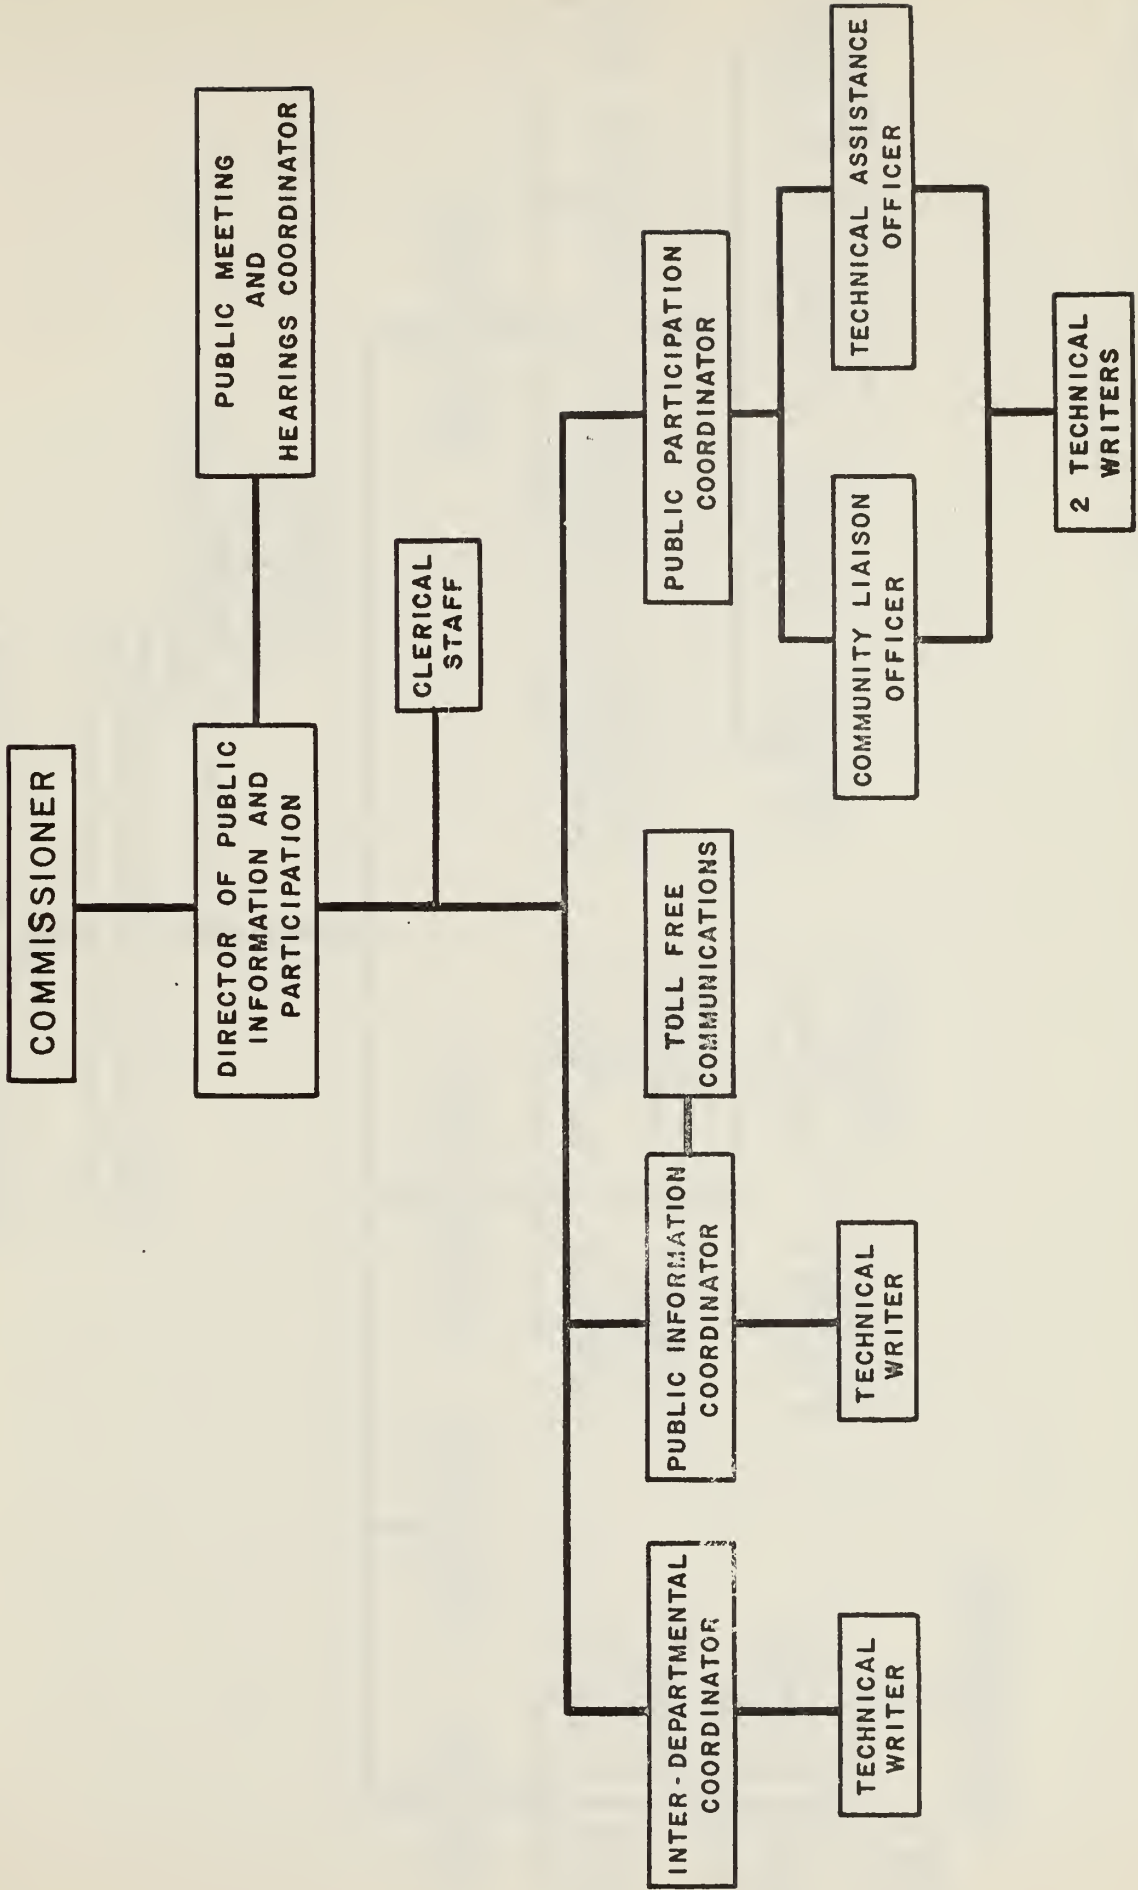 COMMISSIONER
DIRECTOR OF PUBLIC
INFORMATION AND
PARTICIPATION
PUBLIC MEETING
AND
HEARINGS COORDINATOR
CLERICAL
STAFF
INTER-DEPARTMENTAL
COORDINATOR
PUBLIC INFORMATION
COORDINATOR
TOLL FREE
COMMUNICATIONS
PUBLIC PARTICIPATION
COORDINATOR
TECHNICAL
WRITER
TECHNICAL
WRITER
COMMUNITY LIAISON
OFFICER
TECHNICAL ASSISTANCE
OFFICER
2 TECHNICAL
WRITERS